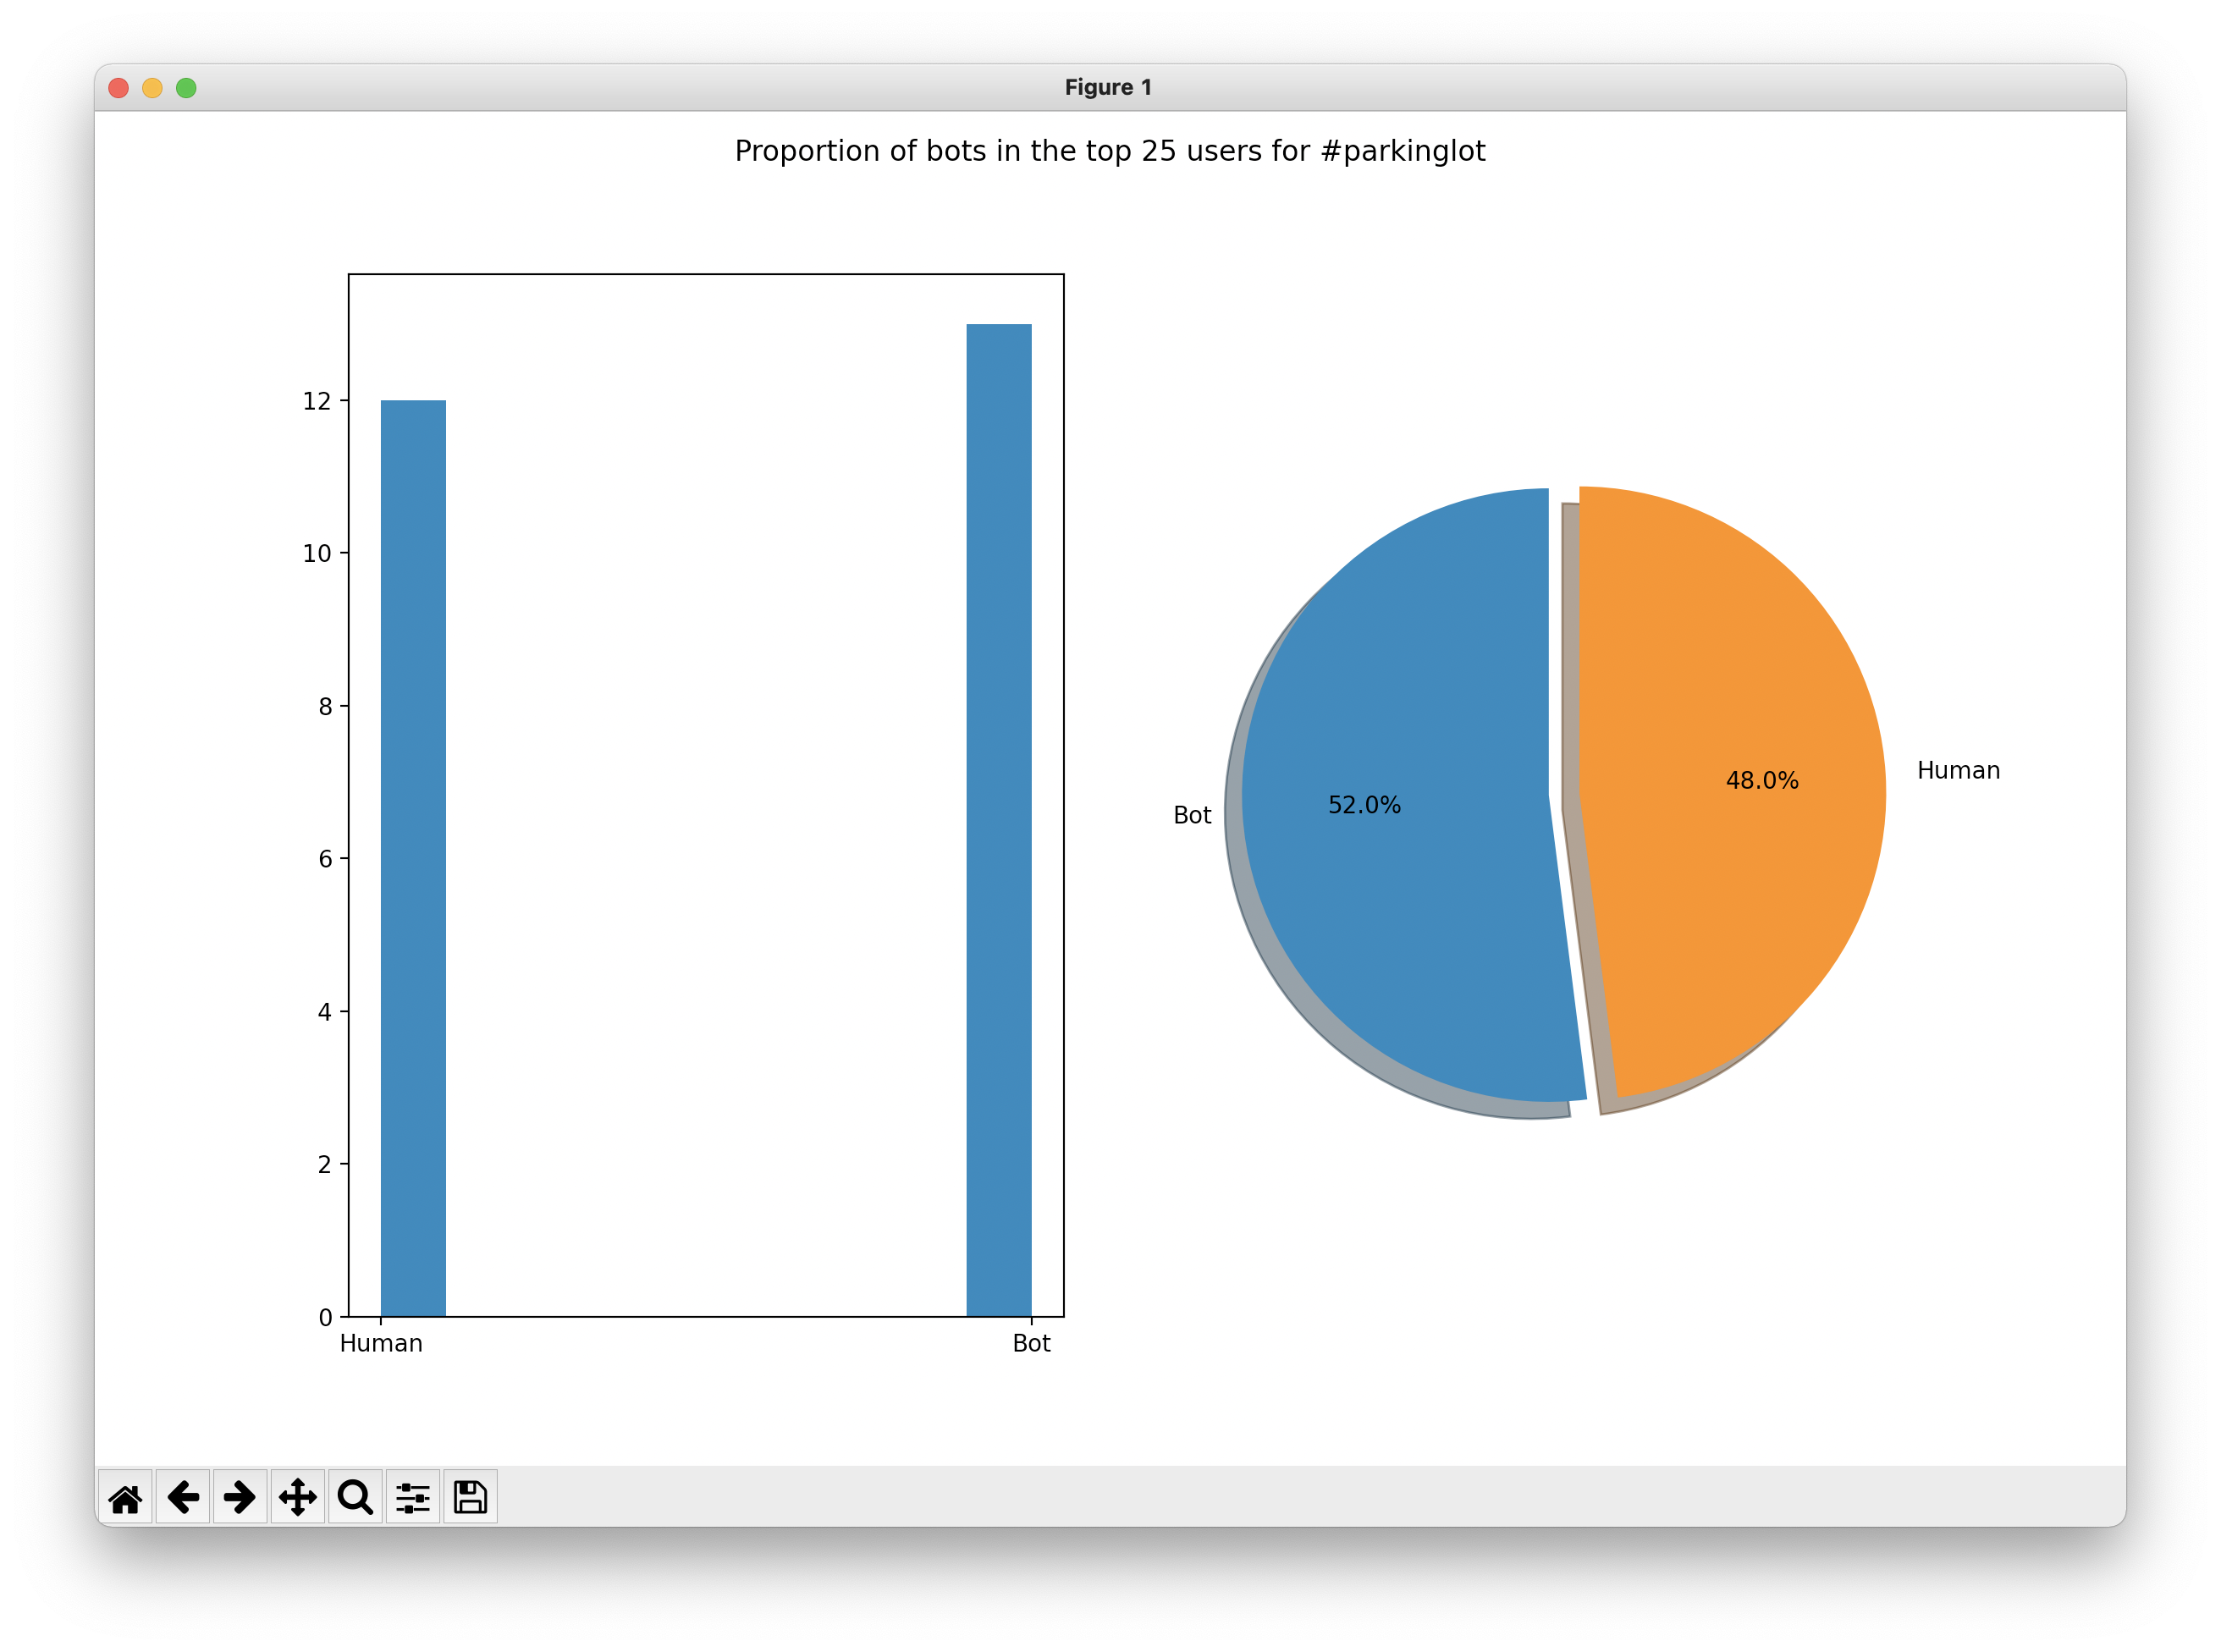 Figure 1
Proportion of bots in the top 25 users for #parkinglot
12
10
8
6
4
2
0
Human
Bot
Bot
52.0%
48.0%
Human